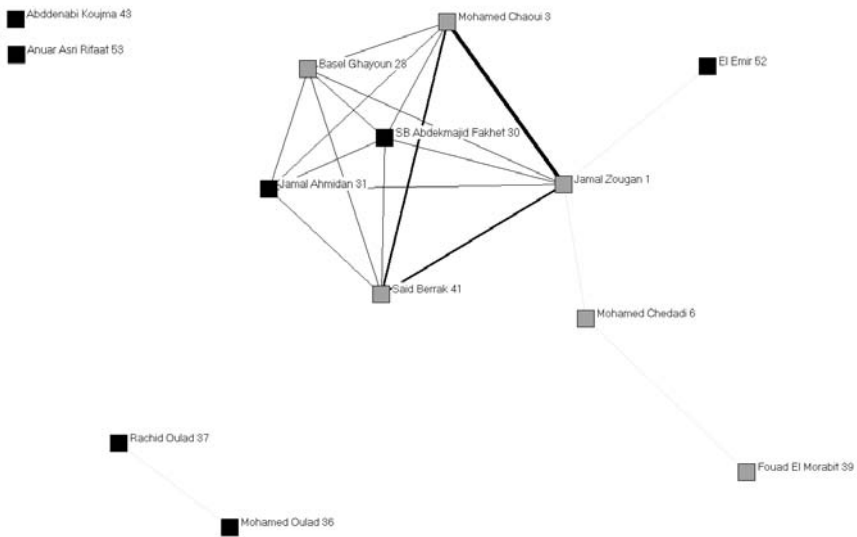 Abddenabi Koujma 43
Mohamed Chaoui 3
Anuar Asri Rifaat 53
Basel Ghayoun 28
El Emir 52
SB Abdekmajid Fakhet 30
Jamal Ahmidan 31
Jamal Zougan 1
Said Berrak 41
Mohamed Chedadi 6
Rachid Oulad 37
Fouad El Morabit 39
Mohamed Oulad 36